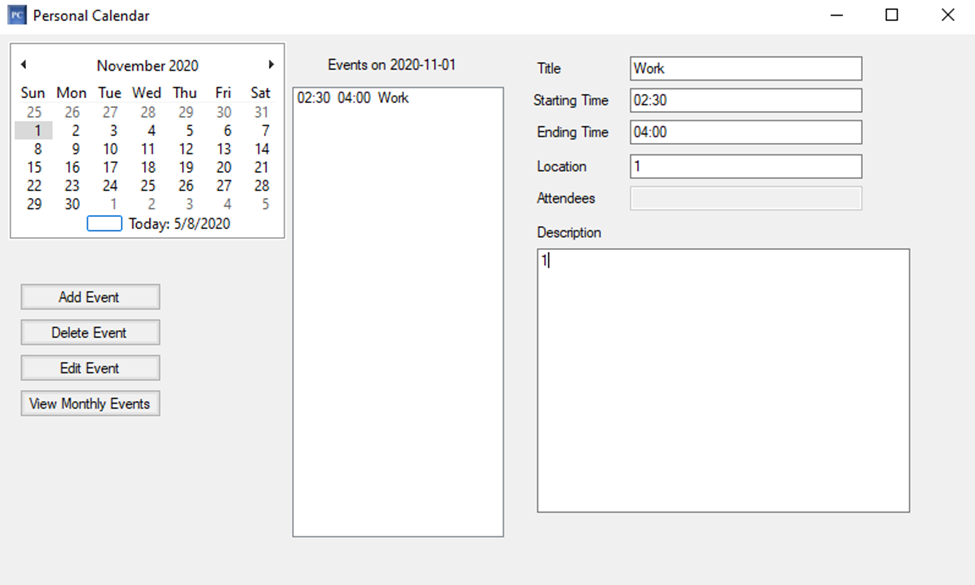 PC Personal Calendar
November 2020
Sun Mon Tue Wed Thu Fri Sat
25 26 27 28 29 30 31
1 2 3 4 5 6 7
8 9 10 11 12 13 14
15 16 17 18 19 20 21
22 23 24 25 26 27 28
29 30 1 2 3 4 5
Today: 5/8/2020
Add Event
Delete Event
Edit Event
View Monthly Events
Events on 2020-11-01
02:30 04:00 Work
Title Work
Starting Time 02:30
Ending Time 04:00
Location 1
Attendees
Description
1